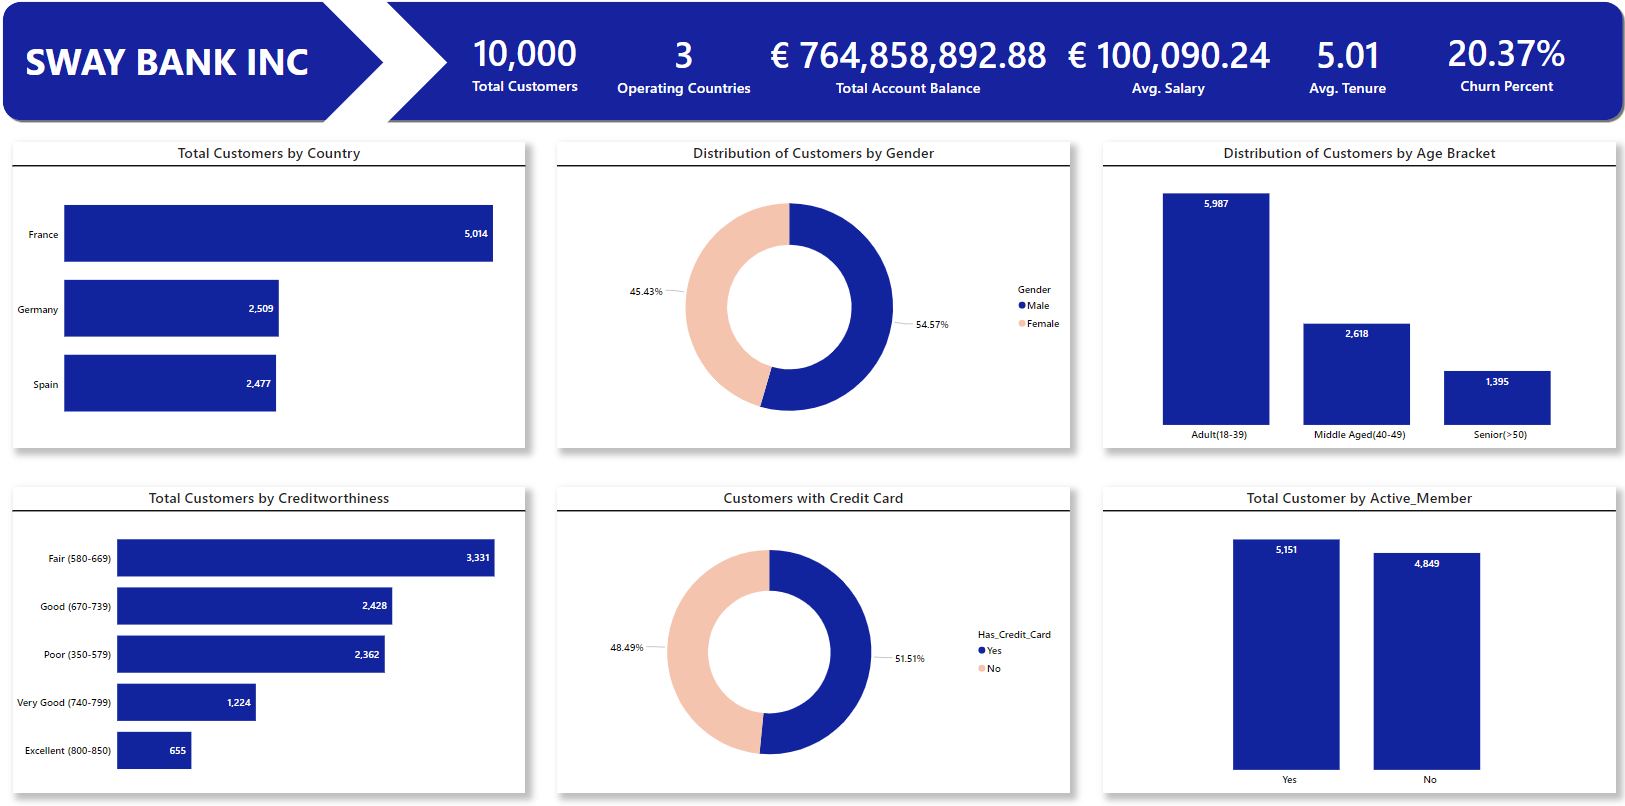 SWAY BANK INC
10,000
Total Customers
3
Operating Countries
€ 764,858,892.88
Total Account Balance
€ 100,090.24
Avg. Salary
5.01
Avg. Tenure
20.37%
Churn Percent
Total Customers by Country
France
5,014
Germany
2,509
Spain
2,477
Distribution of Customers by Gender
45.43%
54.57%
Gender
Male
Female
Distribution of Customers by Age Bracket
5,987
2,618
1,395
Adult(18-39)
Middle Aged(40-49)
Senior(>50)
Total Customers by Creditworthiness
Fair (580-669)
3,331
Good (670-739)
2,428
Poor (350-579)
2,362
Very Good (740-799)
1,224
Excellent (800-850)
655
Customers with Credit Card
48.49%
51.51%
Has_Credit_Card
Yes
No
Total Customer by Active_Member
5,151
4,849
Yes
No